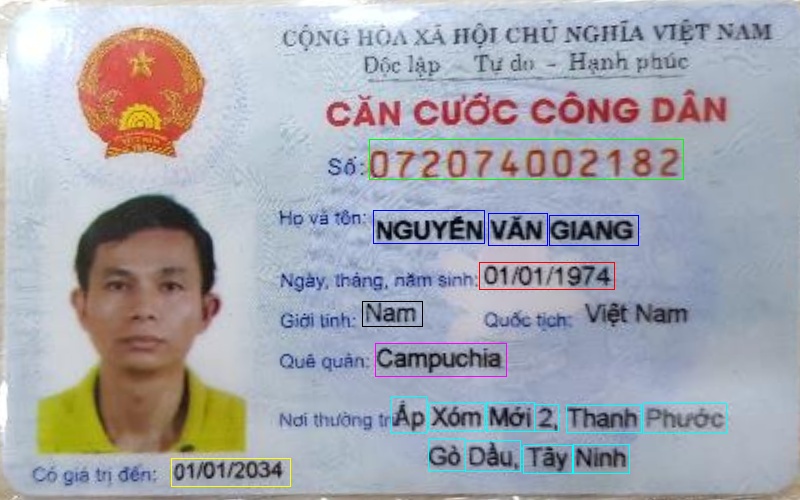 CỘNG HÒA XÃ HỘI CHỦ NGHĨA VIỆT NAM
Độc lập - Tự do - Hạnh phúc
CĂN CƯỚC CÔNG DÂN
Số: 072074002182
Họ và tên: NGUYỄN VĂN GIANG
Ngày, tháng, năm sinh: 01/01/1974
Giới tính: Nam Quốc tịch: Việt Nam
Quê quán: Campuchia
Nơi thường trú: Ấp Xóm Mới 2, Thanh Phước
Gò Dầu, Tây Ninh
Có giá trị đến: 01/01/2034